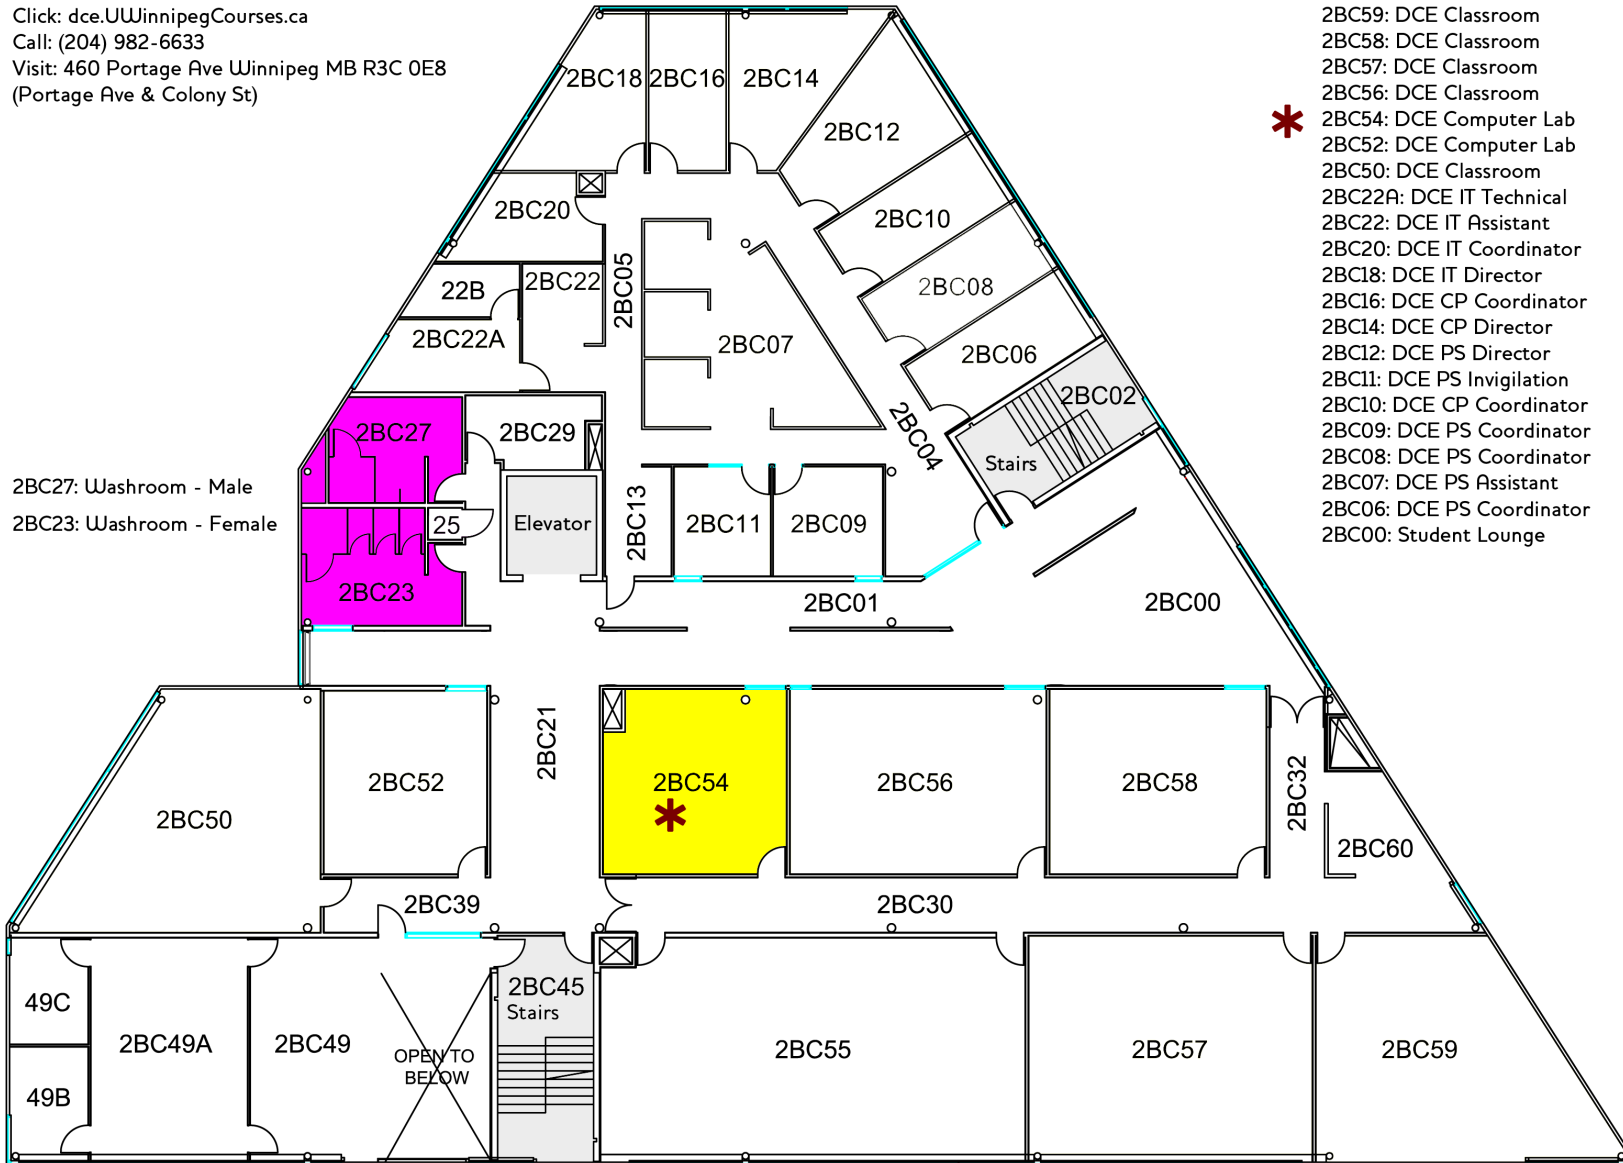 Click: dce.UWinnipegCourses.ca
Call: (204) 982-6633
Visit: 460 Portage Ave Winnipeg MB R3C 0E8
(Portage Ave & Colony St)
2BC59: DCE Classroom
2BC58: DCE Classroom
2BC57: DCE Classroom
2BC56: DCE Classroom
2BC54: DCE Computer Lab
2BC52: DCE Computer Lab
2BC50: DCE Classroom
2BC22A: DCE IT Technical
2BC22: DCE IT Assistant
2BC20: DCE IT Coordinator
2BC18: DCE IT Director
2BC16: DCE CP Coordinator
2BC14: DCE CP Director
2BC12: DCE PS Director
2BC11: DCE PS Invigilation
2BC10: DCE CP Coordinator
2BC09: DCE PS Coordinator
2BC08: DCE PS Coordinator
2BC07: DCE PS Assistant
2BC06: DCE PS Coordinator
2BC00: Student Lounge
2BC27: Washroom - Male
2BC23: Washroom - Female
2BC18
2BC16
2BC14
2BC12
2BC20
2BC10
2BC05
22B
2BC22
2BC08
2BC22A
2BC07
2BC06
2BC02
2BC27
2BC29
2BC04
Stairs
25
Elevator
2BC13
2BC11
2BC09
2BC23
2BC01
2BC00
2BC21
2BC52
2BC54
2BC56
2BC58
2BC32
2BC50
2BC60
2BC39
2BC30
49C
2BC45
Stairs
2BC49A
2BC49
OPEN TO
BELOW
2BC55
2BC57
2BC59
49B